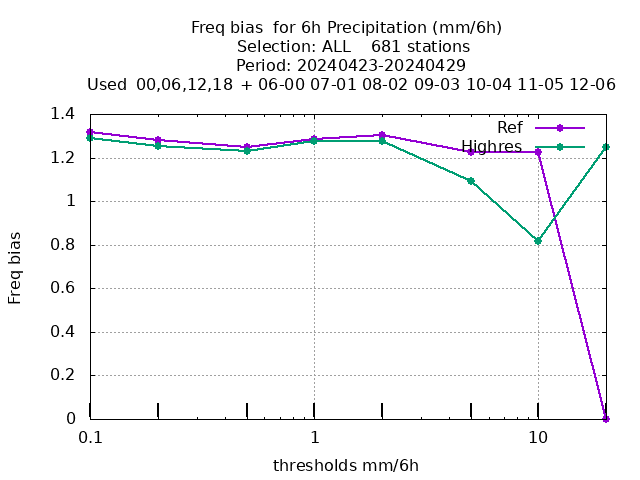 Freq bias  for 6h Precipitation (mm/6h)
Selection: ALL    681 stations
Period: 20240423-20240429
Used  00,06,12,18  + 06-00 07-01 08-02 09-03 10-04 11-05 12-06
Ref
Highres
1.4
1.2
1
0.8
0.6
0.4
0.2
0
Freq bias
0.1
1
10
thresholds mm/6h